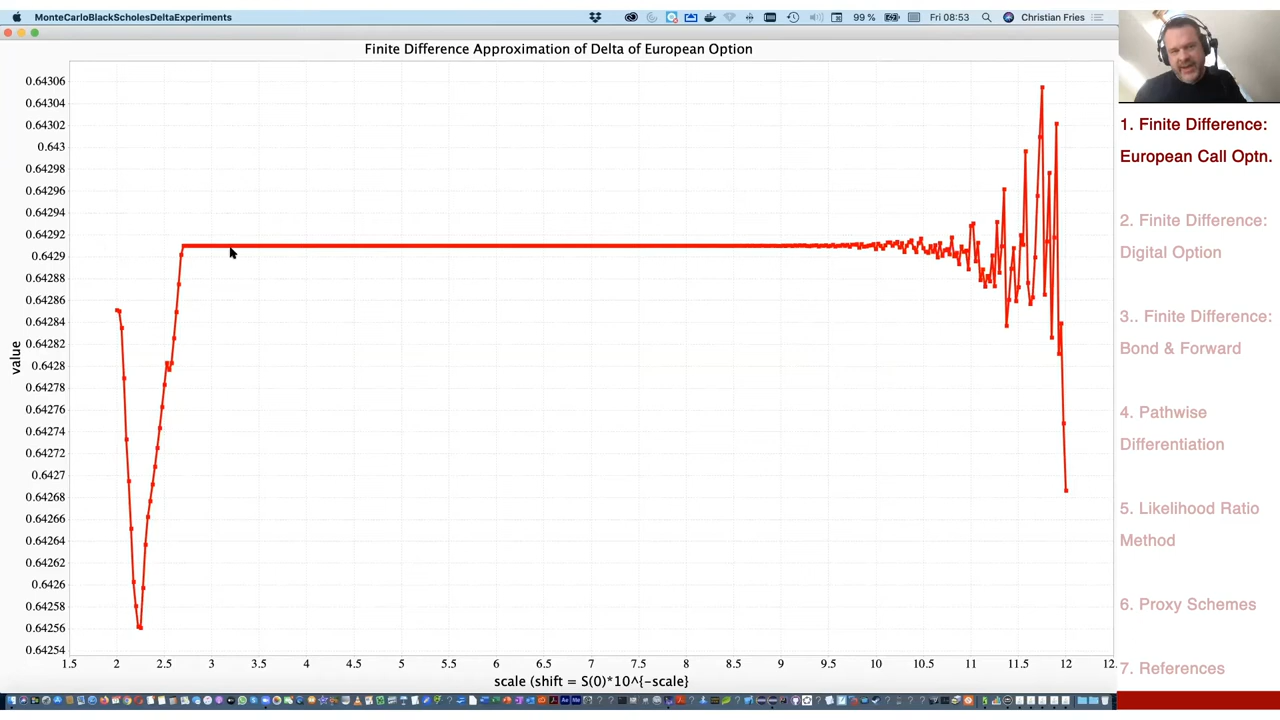 MonteCarloBlackScholesDeltaExperiments
99 %
Fri 08:53
Christian Fries
Finite Difference Approximation of Delta of European Option
0.64306
0.64304
0.64302
0.643
0.64298
0.64296
0.64294
0.64292
0.6429
0.64288
0.64286
0.64284
0.64282
0.6428
0.64278
0.64276
0.64274
0.64272
0.6427
0.64268
0.64266
0.64264
0.64262
0.6426
0.64258
0.64256
0.64254
value
1.5 2 2.5 3 3.5 4 4.5 5 5.5 6 6.5 7 7.5 8 8.5 9 9.5 10 10.5 11 11.5 12 12.
scale (shift = S(0)*10^{-scale}
1. Finite Difference:
European Call Optn.
2. Finite Difference:
Digital Option
3.. Finite Difference:
Bond & Forward
4. Pathwise
Differentiation
5. Likelihood Ratio
Method
6. Proxy Schemes
7. References